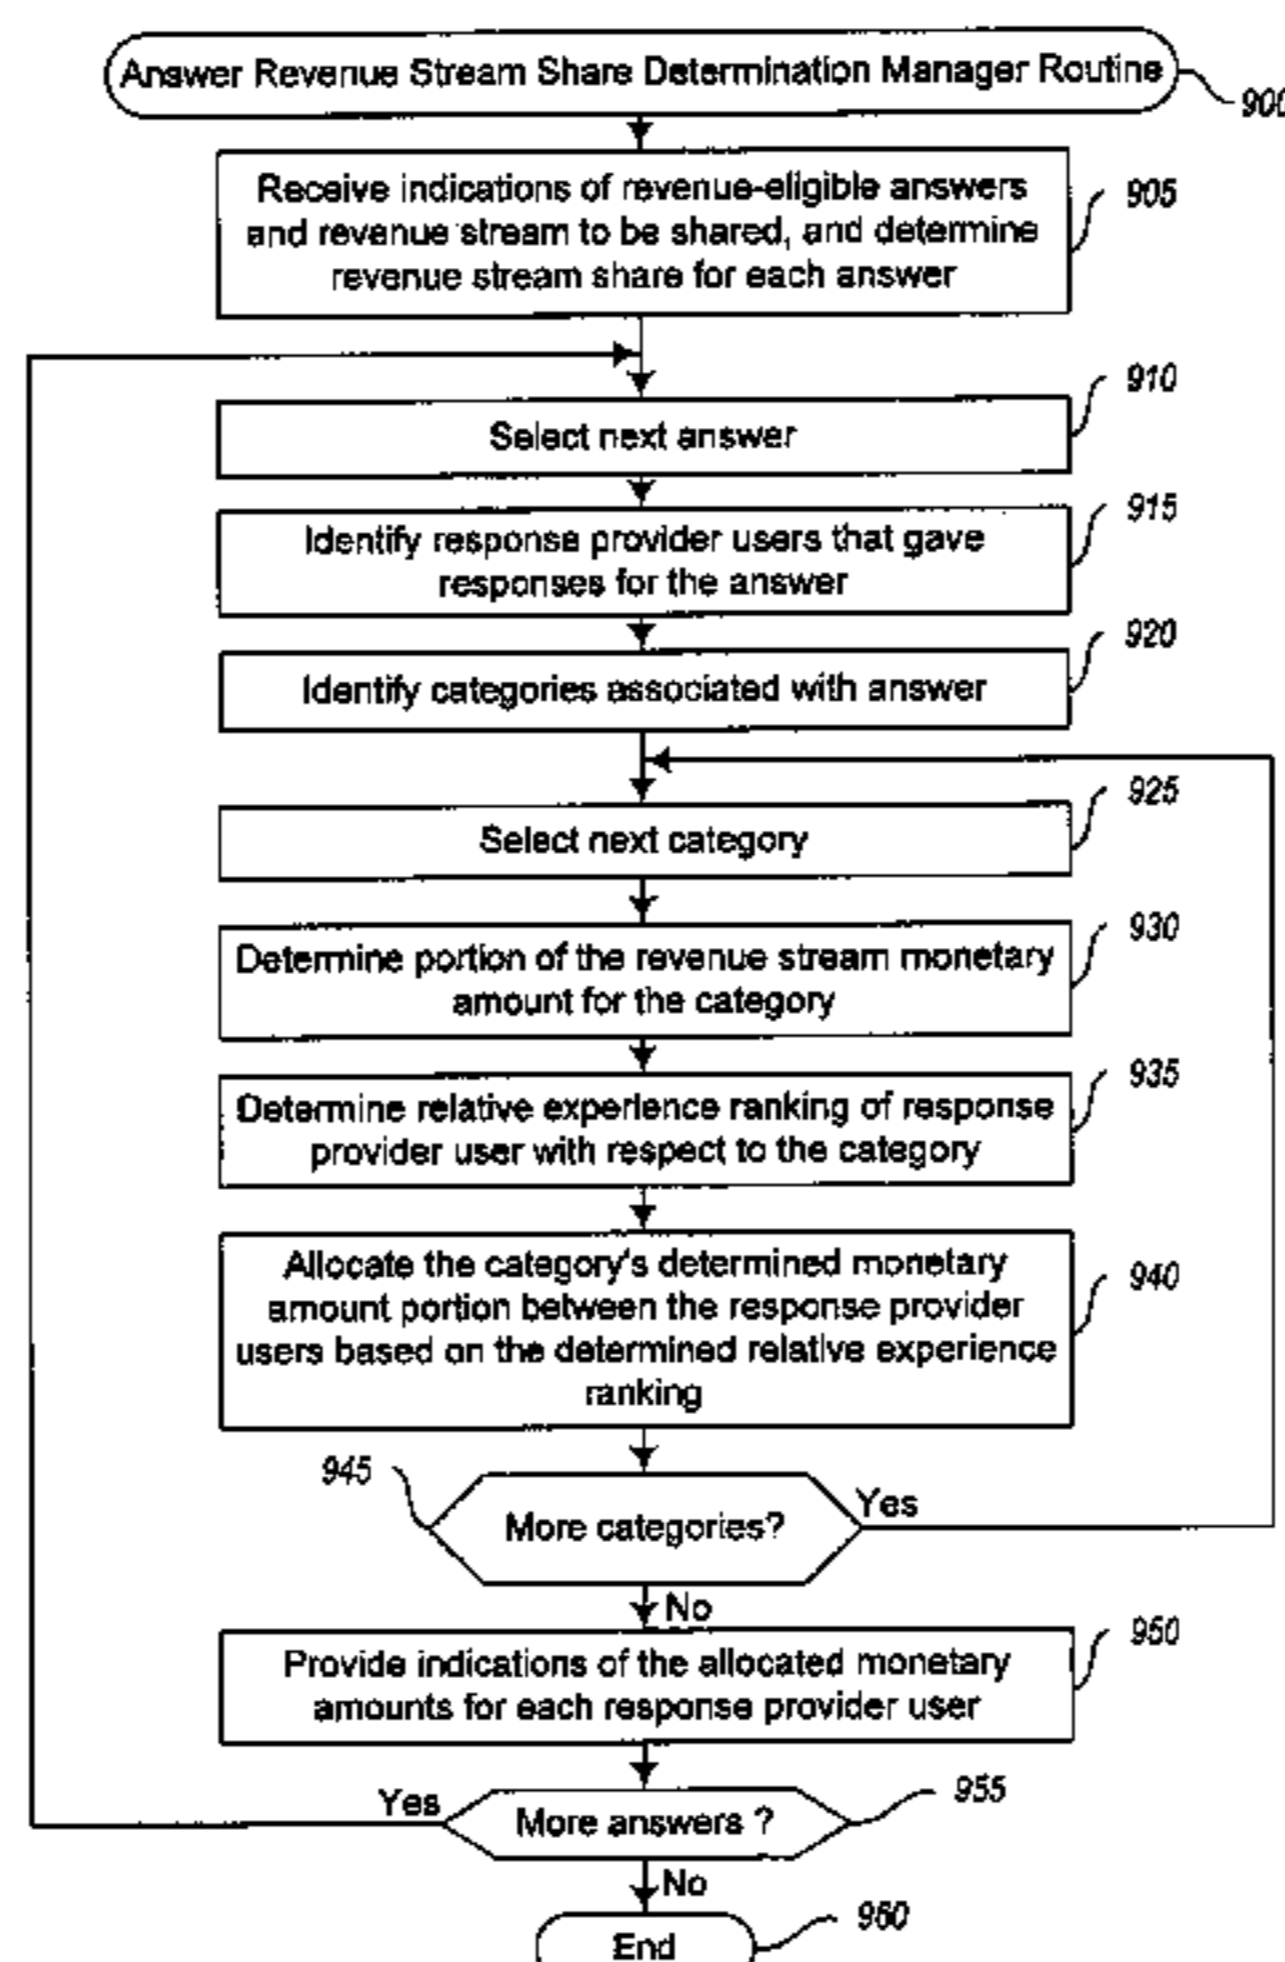 Answer Revenue Stream Share Determination Manager Routine
900
Receive indications of revenue-eligible answers
and revenue stream to be shared, and determine
revenue stream share for each answer
905
Select next answer
910
Identify response provider users that gave
responses for the answer
915
Identify categories associated with answer
920
Select next category
925
Determine portion of the revenue stream monetary
amount for the category
930
Determine relative experience ranking of response
provider user with respect to the category
935
Allocate the category's determined monetary
amount portion between the response provider
users based on the determined relative experience
ranking
940
945
More categories?
Yes
No
Provide indications of the allocated monetary
amounts for each response provider user
950
Yes
More answers ?
955
No
End
960